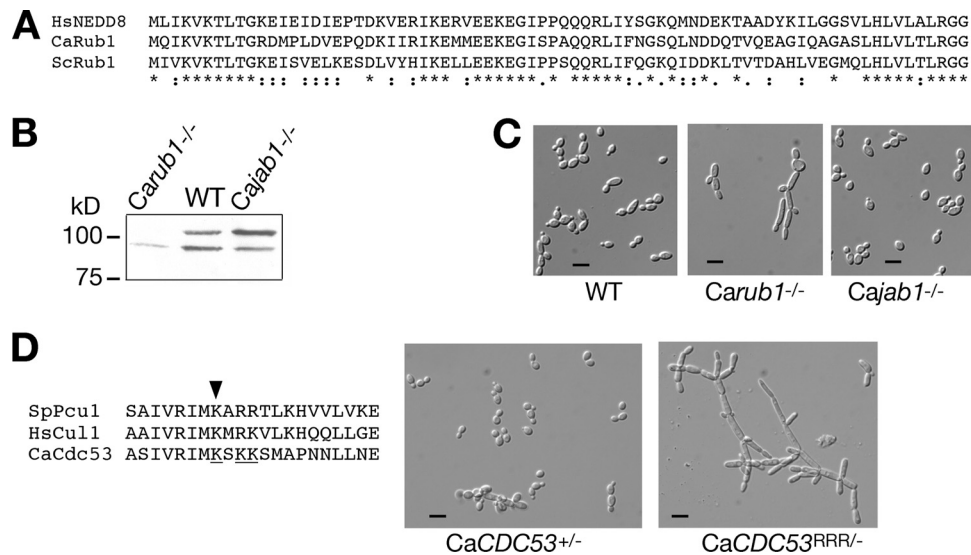 A
HsNEDD8 MLIKVKTLTGKEIEIDIEPTDKVERIKERVEEKEGIPPQQQRLIYSGKQMNDEKTAADYKILGGSVLHLVLALRGG
CaRub1 MQIKVKTLTGRDMPLDVEPQDKIIRIKEMMEEKEGISPAQQRLIFNGSQLNDDQTVQEAGIQAGASLHLVLTLRGG
ScRub1 MIVKVKTLTGKEISVELKESDLVYHIKELLEEKEGIPPSQQRLIFQGKQIDDKLTVTDAHLVEGMQLHLVLTLRGG
B
Carub1-/- WT Cajab1-/-
kD
100
75
C
WT Carub1-/- Cajab1-/-
D
SpPcu1 SAIVRIMKARRTLKHVVLVKE
HsCul1 AAIVRIMKMRKVLKHQQLLGE
CaCdc53 ASIVRIMKSKKSMAPNNLLNE
CaCDC53+/- CaCDC53RRR/-